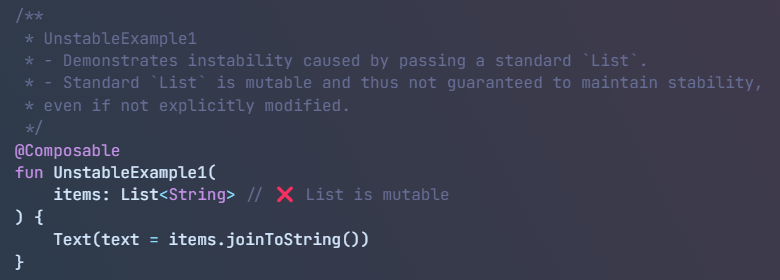 /**
 * UnstableExample1
 * - Demonstrates instability caused by passing a standard `List`.
 * - Standard `List` is mutable and thus not guaranteed to maintain stability,
 * even if not explicitly modified.
 */
@Composable
fun UnstableExample1(
    items: List<String> // ❌ List is mutable
) {
    Text(text = items.joinToString())
}